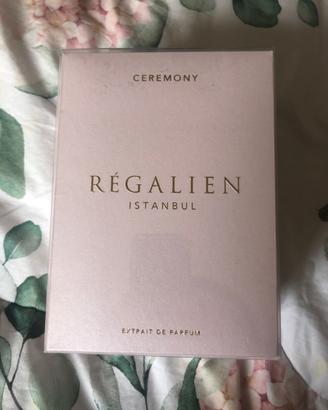 CEREMONY
RÉGALIEN
ISTANBUL
EXTRAIT DE PARFUM